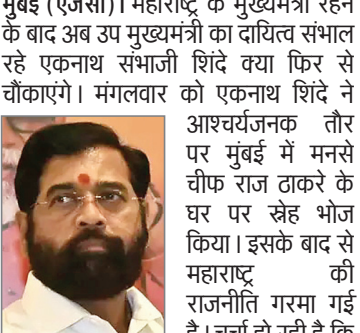 मुंबई (एजेंसी)। महाराष्ट्र के मुख्यमंत्री रहने
के बाद अब उप मुख्यमंत्री का दायित्व संभाल
रहे एकनाथ संभाजी शिंदे क्या फिर से
चौंकाएंगे। मंगलवार को एकनाथ शिंदे ने
आश्चर्यजनक तौर
पर मुंबई में मनसे
चीफ राज ठाकरे के
घर पर स्नेह भोज
किया। इसके बाद से
महाराष्ट्र की
राजनीति गरमा गई
है। चर्चा हो रही है कि